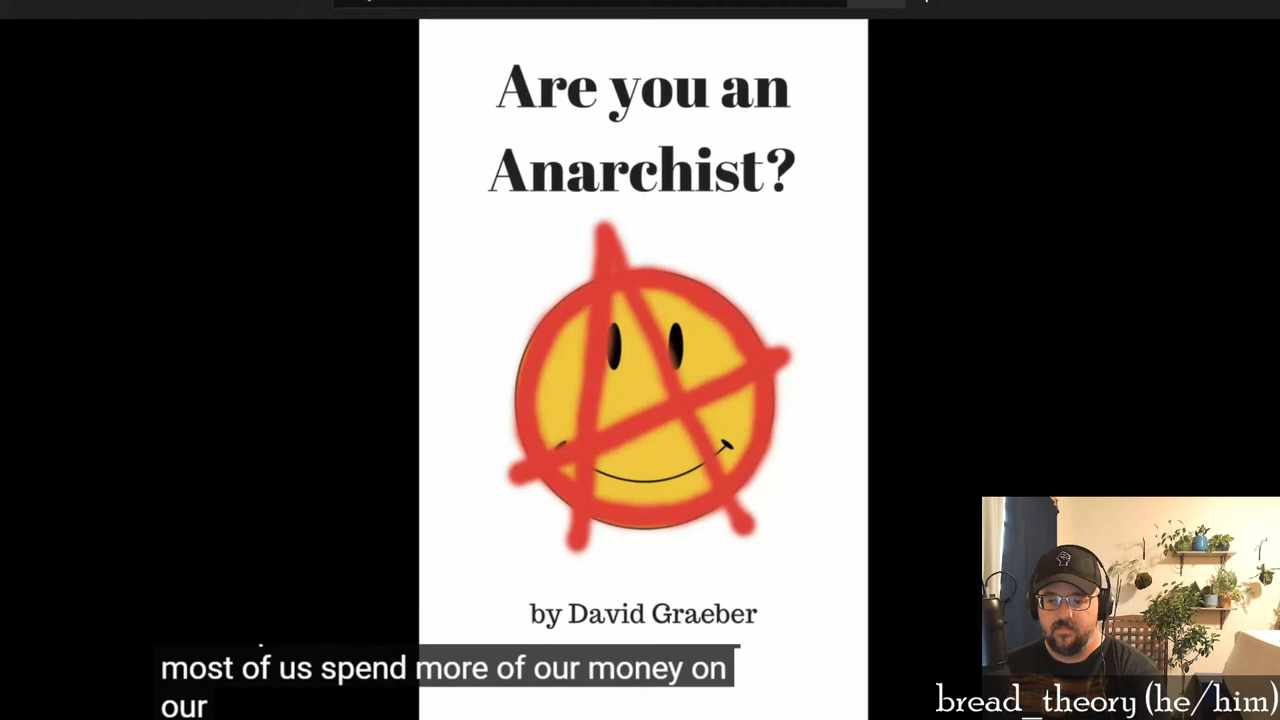 Are you an
Anarchist?
by David Graeber
most of us spend more of our money on
our
bread_theory (he/him)